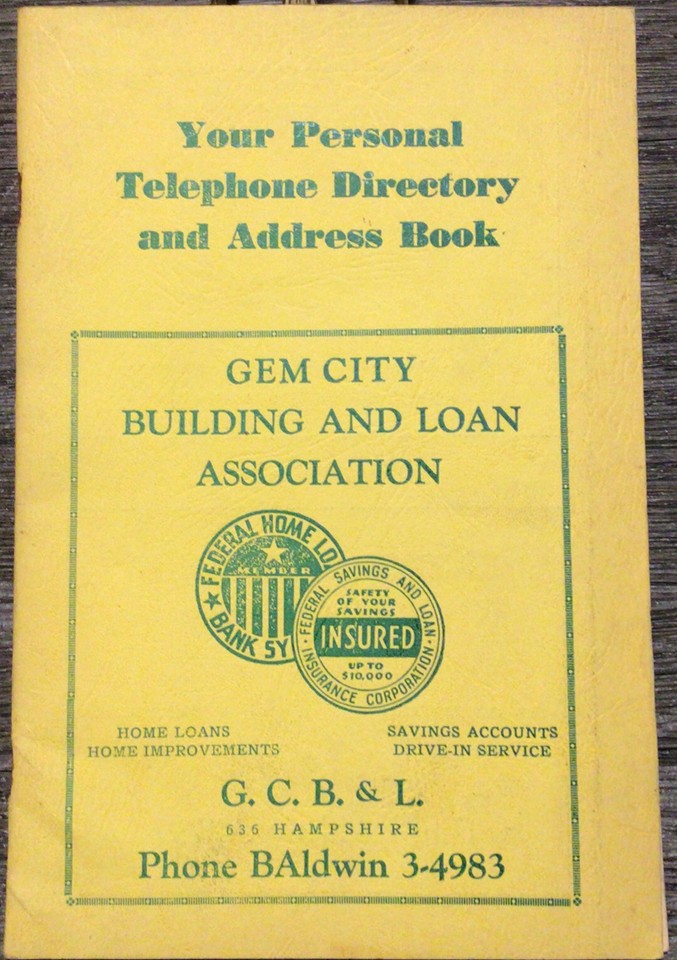 Your Personal
Telephone Directory
and Address Book
GEM CITY
BUILDING AND LOAN
ASSOCIATION
FEDERAL HOME LO
MEMBER
BANK SY
FEDERAL SAVINGS AND LOAN
INSURANCE CORPORATION
SAFETY
OF YOUR
SAVINGS
INSURED
UP TO
$10,000
HOME LOANS
HOME IMPROVEMENTS
SAVINGS ACCOUNTS
DRIVE-IN SERVICE
G. C. B. & L.
636 HAMPSHIRE
Phone BAldwin 3-4983